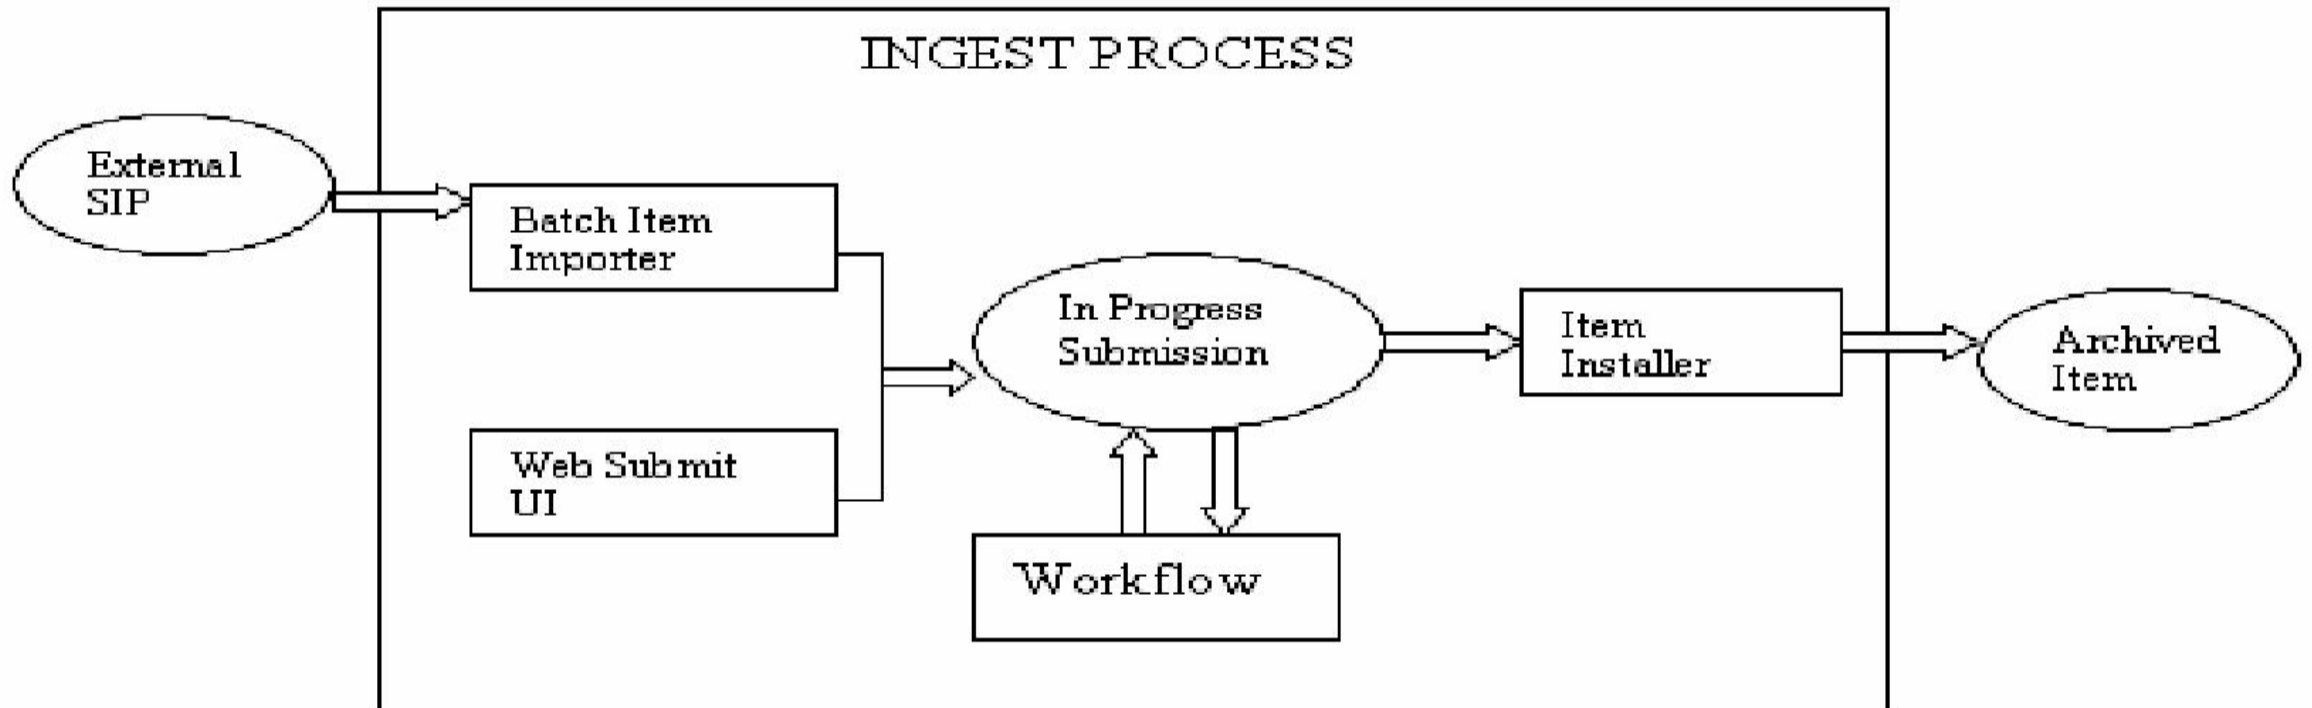 INGEST PROCESS
External
SIP
Batch Item
Importer
Web Submit
UI
In Progress
Submission
Workflow
Item
Installer
Archived
Item